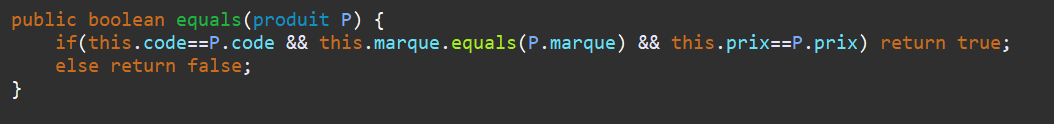 public boolean equals(produit P) {
    if(this.code==P.code && this.marque.equals(P.marque) && this.prix==P.prix) return true;
    else return false;
}